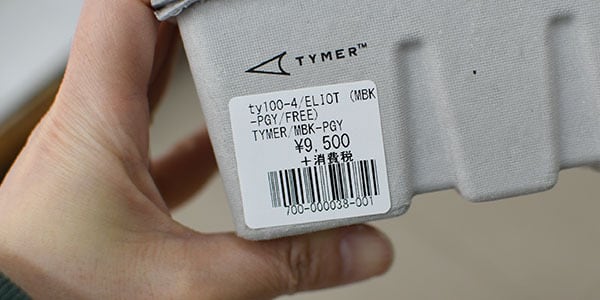 TYMER™
ty100-4/ELIOT (MBK
-PGY/FREE)
TYMER/MBK-PGY
¥9,500
+消費税
700-000038-001